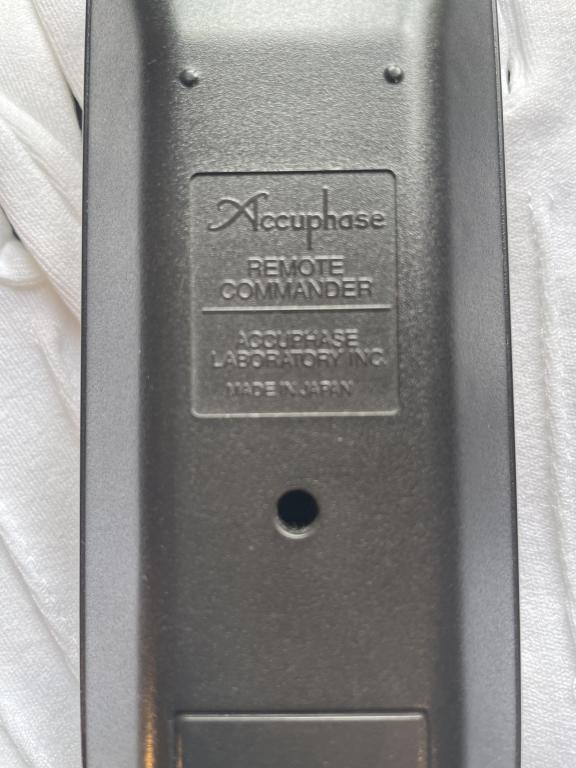 Accuphase
REMOTE
COMMANDER
ACCUPHASE
LABORATORY INC.
MADE IN JAPAN